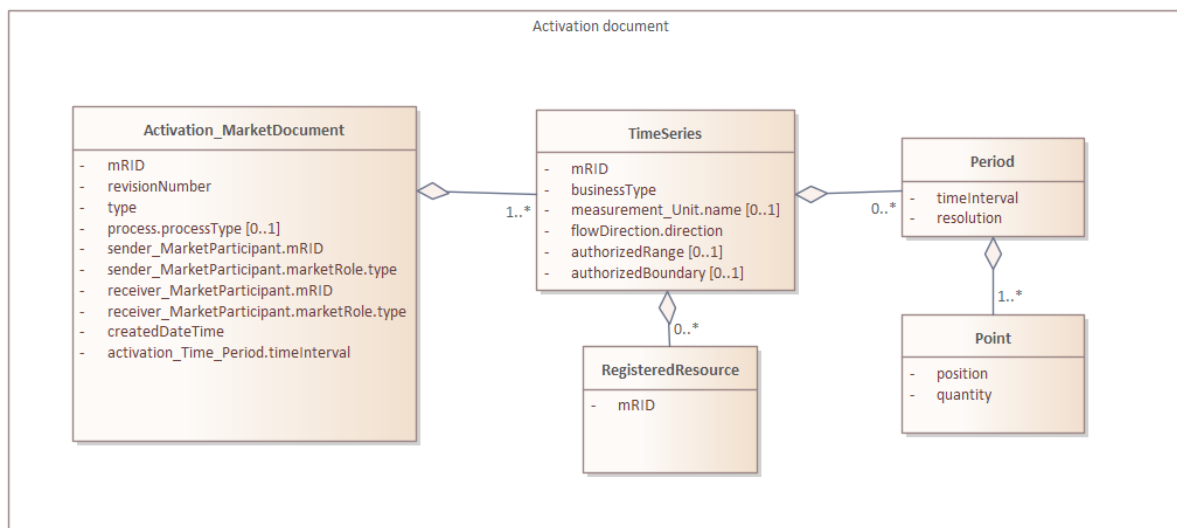 Activation document
Activation_MarketDocument
- mRID
- revisionNumber
- type
- process.processType [0..1]
- sender_MarketParticipant.mRID
- sender_MarketParticipant.marketRole.type
- receiver_MarketParticipant.mRID
- receiver_MarketParticipant.marketRole.type
- createdDateTime
- activation_Time_Period.timeInterval
1..*
TimeSeries
- mRID
- businessType
- measurement_Unit.name [0..1]
- flowDirection.direction
- authorizedRange [0..1]
- authorizedBoundary [0..1]
0..*
Period
- timeInterval
- resolution
0..*
RegisteredResource
- mRID
1..*
Point
- position
- quantity